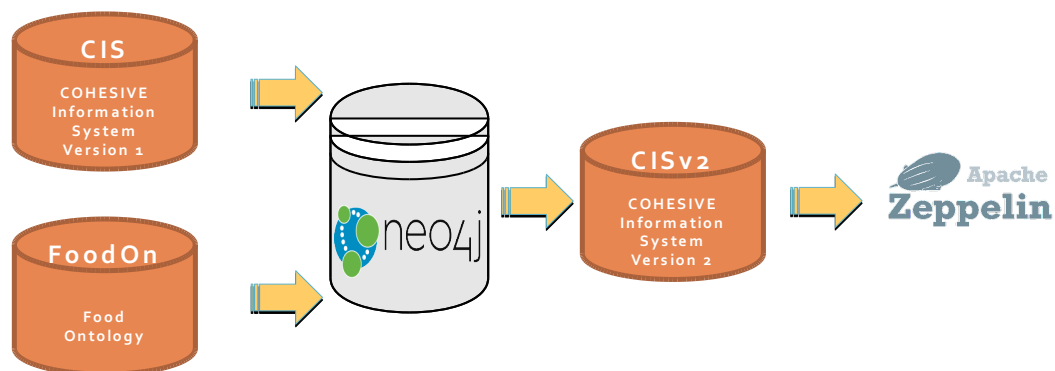 CIS
COHESIVE
Information
System
Version 1
FoodOn
Food
Ontology
neo4j
CISv2
COHESIVE
Information
System
Version 2
Apache
Zeppelin